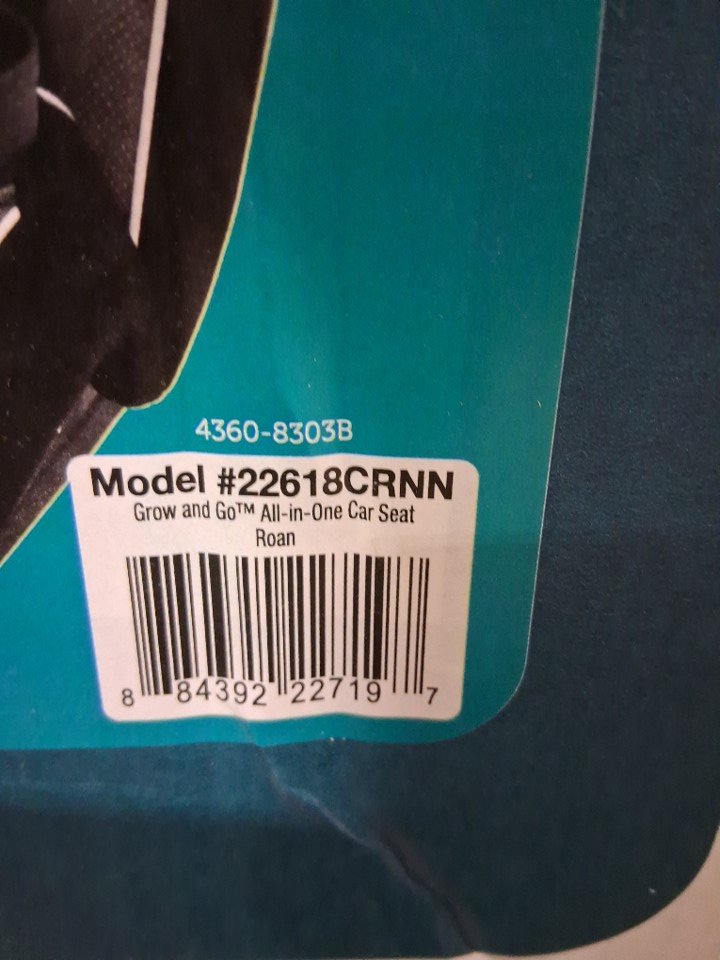 4360-8303B
Model #22618CRNN
Grow and Go™ All-in-One Car Seat
Roan
8 84392 22719 7